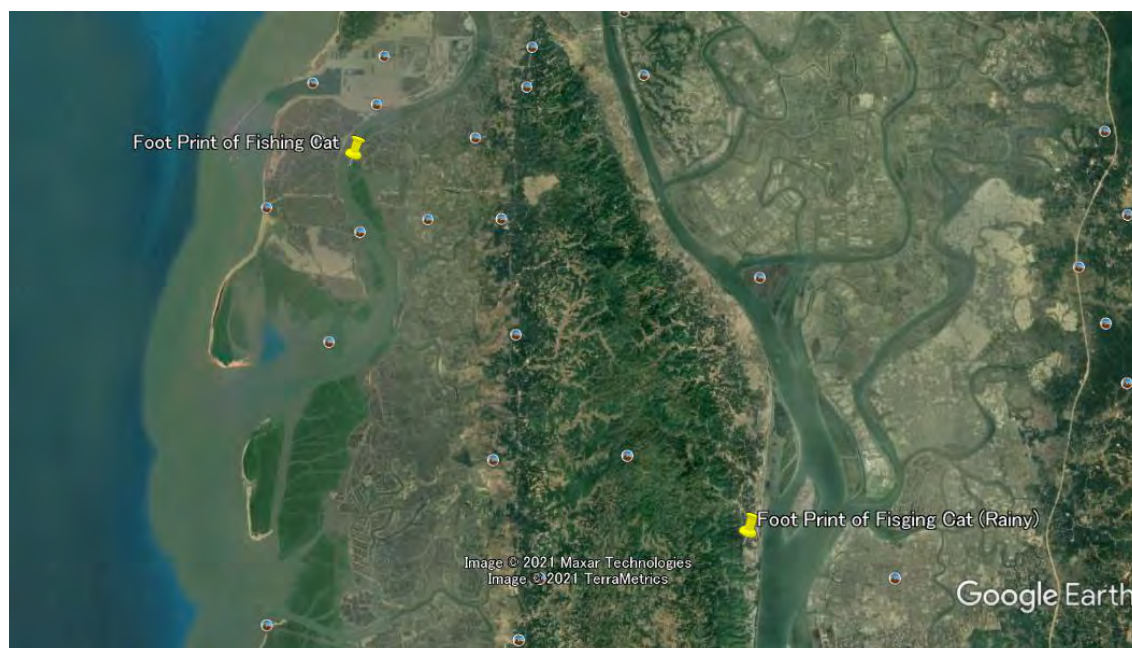 Foot Print of Fishing Cat
Foot Print of Fisging Cat (Rainy)
Image © 2021 Maxar Technologies
Image © 2021 TerraMetrics
Google Earth